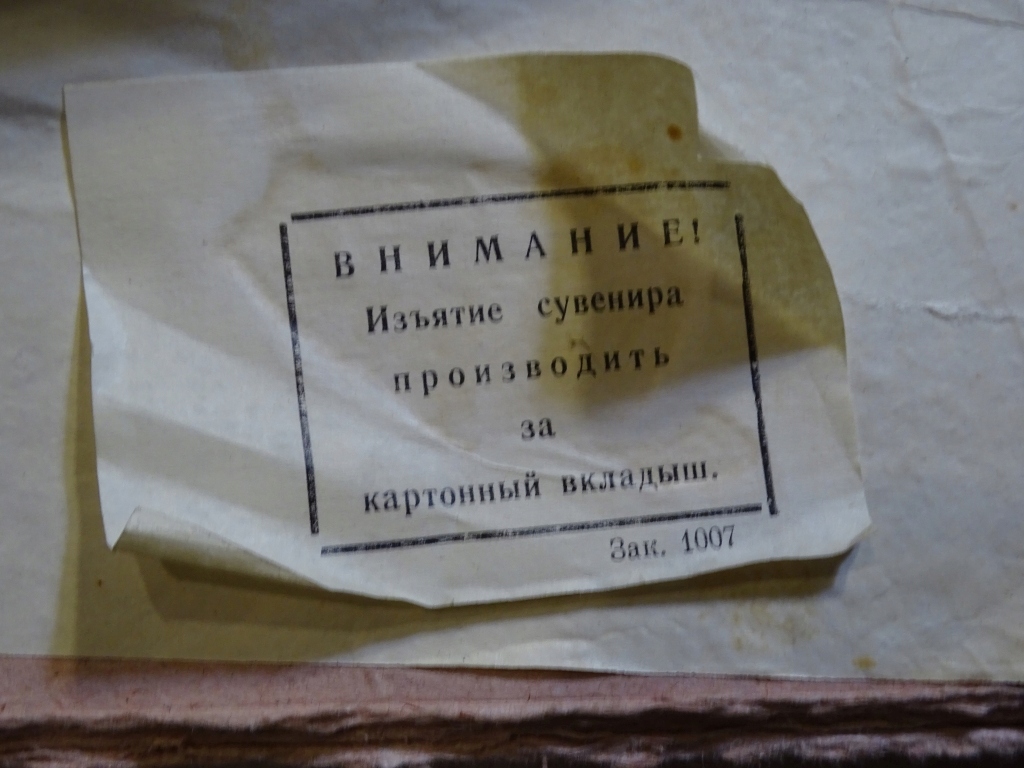 ВНИМАНИЕ!
Изъятие сувенира
производить
за
картонный вкладыш.
Зак. 1007